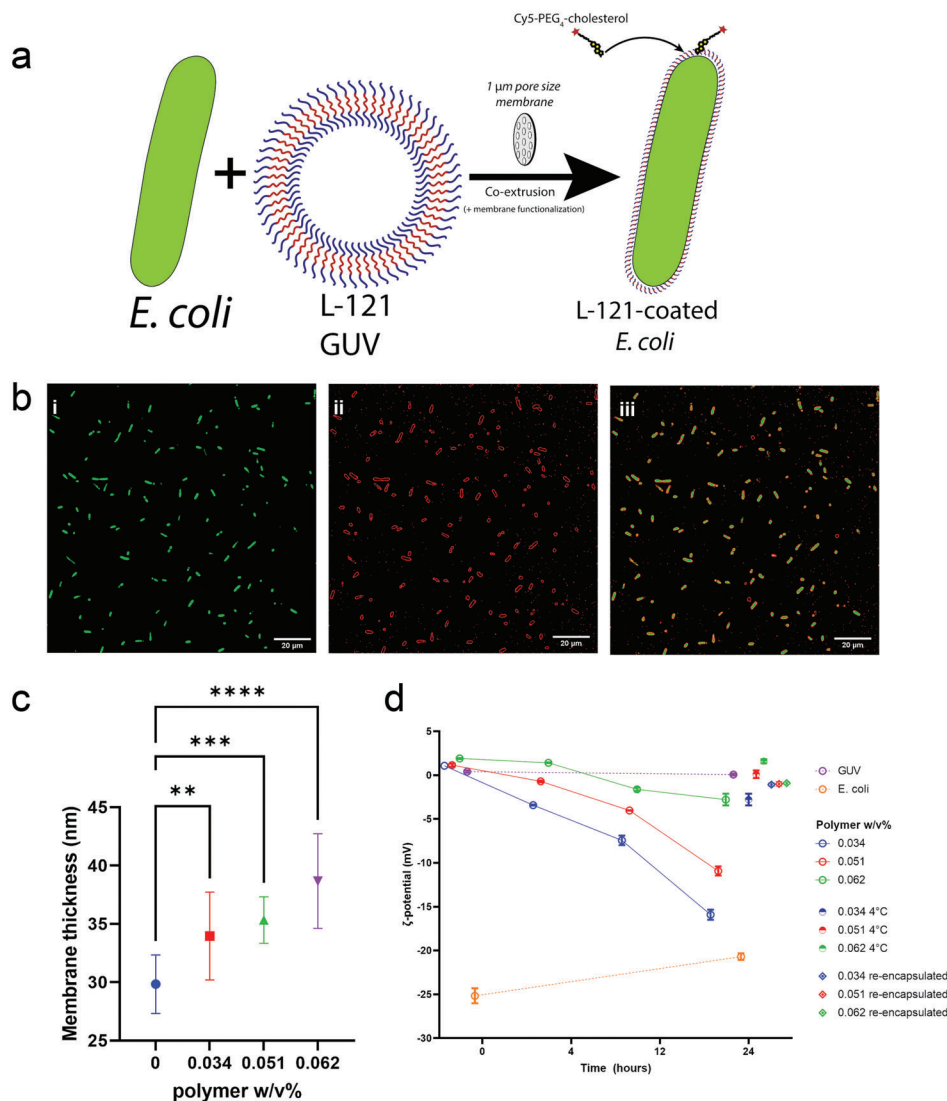 a
Cy5-PEG4-cholesterol
1 μm pore size
membrane
Co-extrusion
(+ membrane functionalization)
E. coli
L-121
GUV
L-121-coated
E. coli
b
i
20 μm
ii
20 μm
iii
20 μm
c
****
***
**
45
40
35
30
25
Membrane thickness (nm)
0
0.034
0.051
0.062
polymer w/v%
d
5
0
-5
-10
-15
-20
-25
-30
ζ-potential (mV)
0
4
12
24
Time (hours)
GUV
E. coli
Polymer w/v%
0.034
0.051
0.062
0.034 4°C
0.051 4°C
0.062 4°C
0.034 re-encapsulated
0.051 re-encapsulated
0.062 re-encapsulated